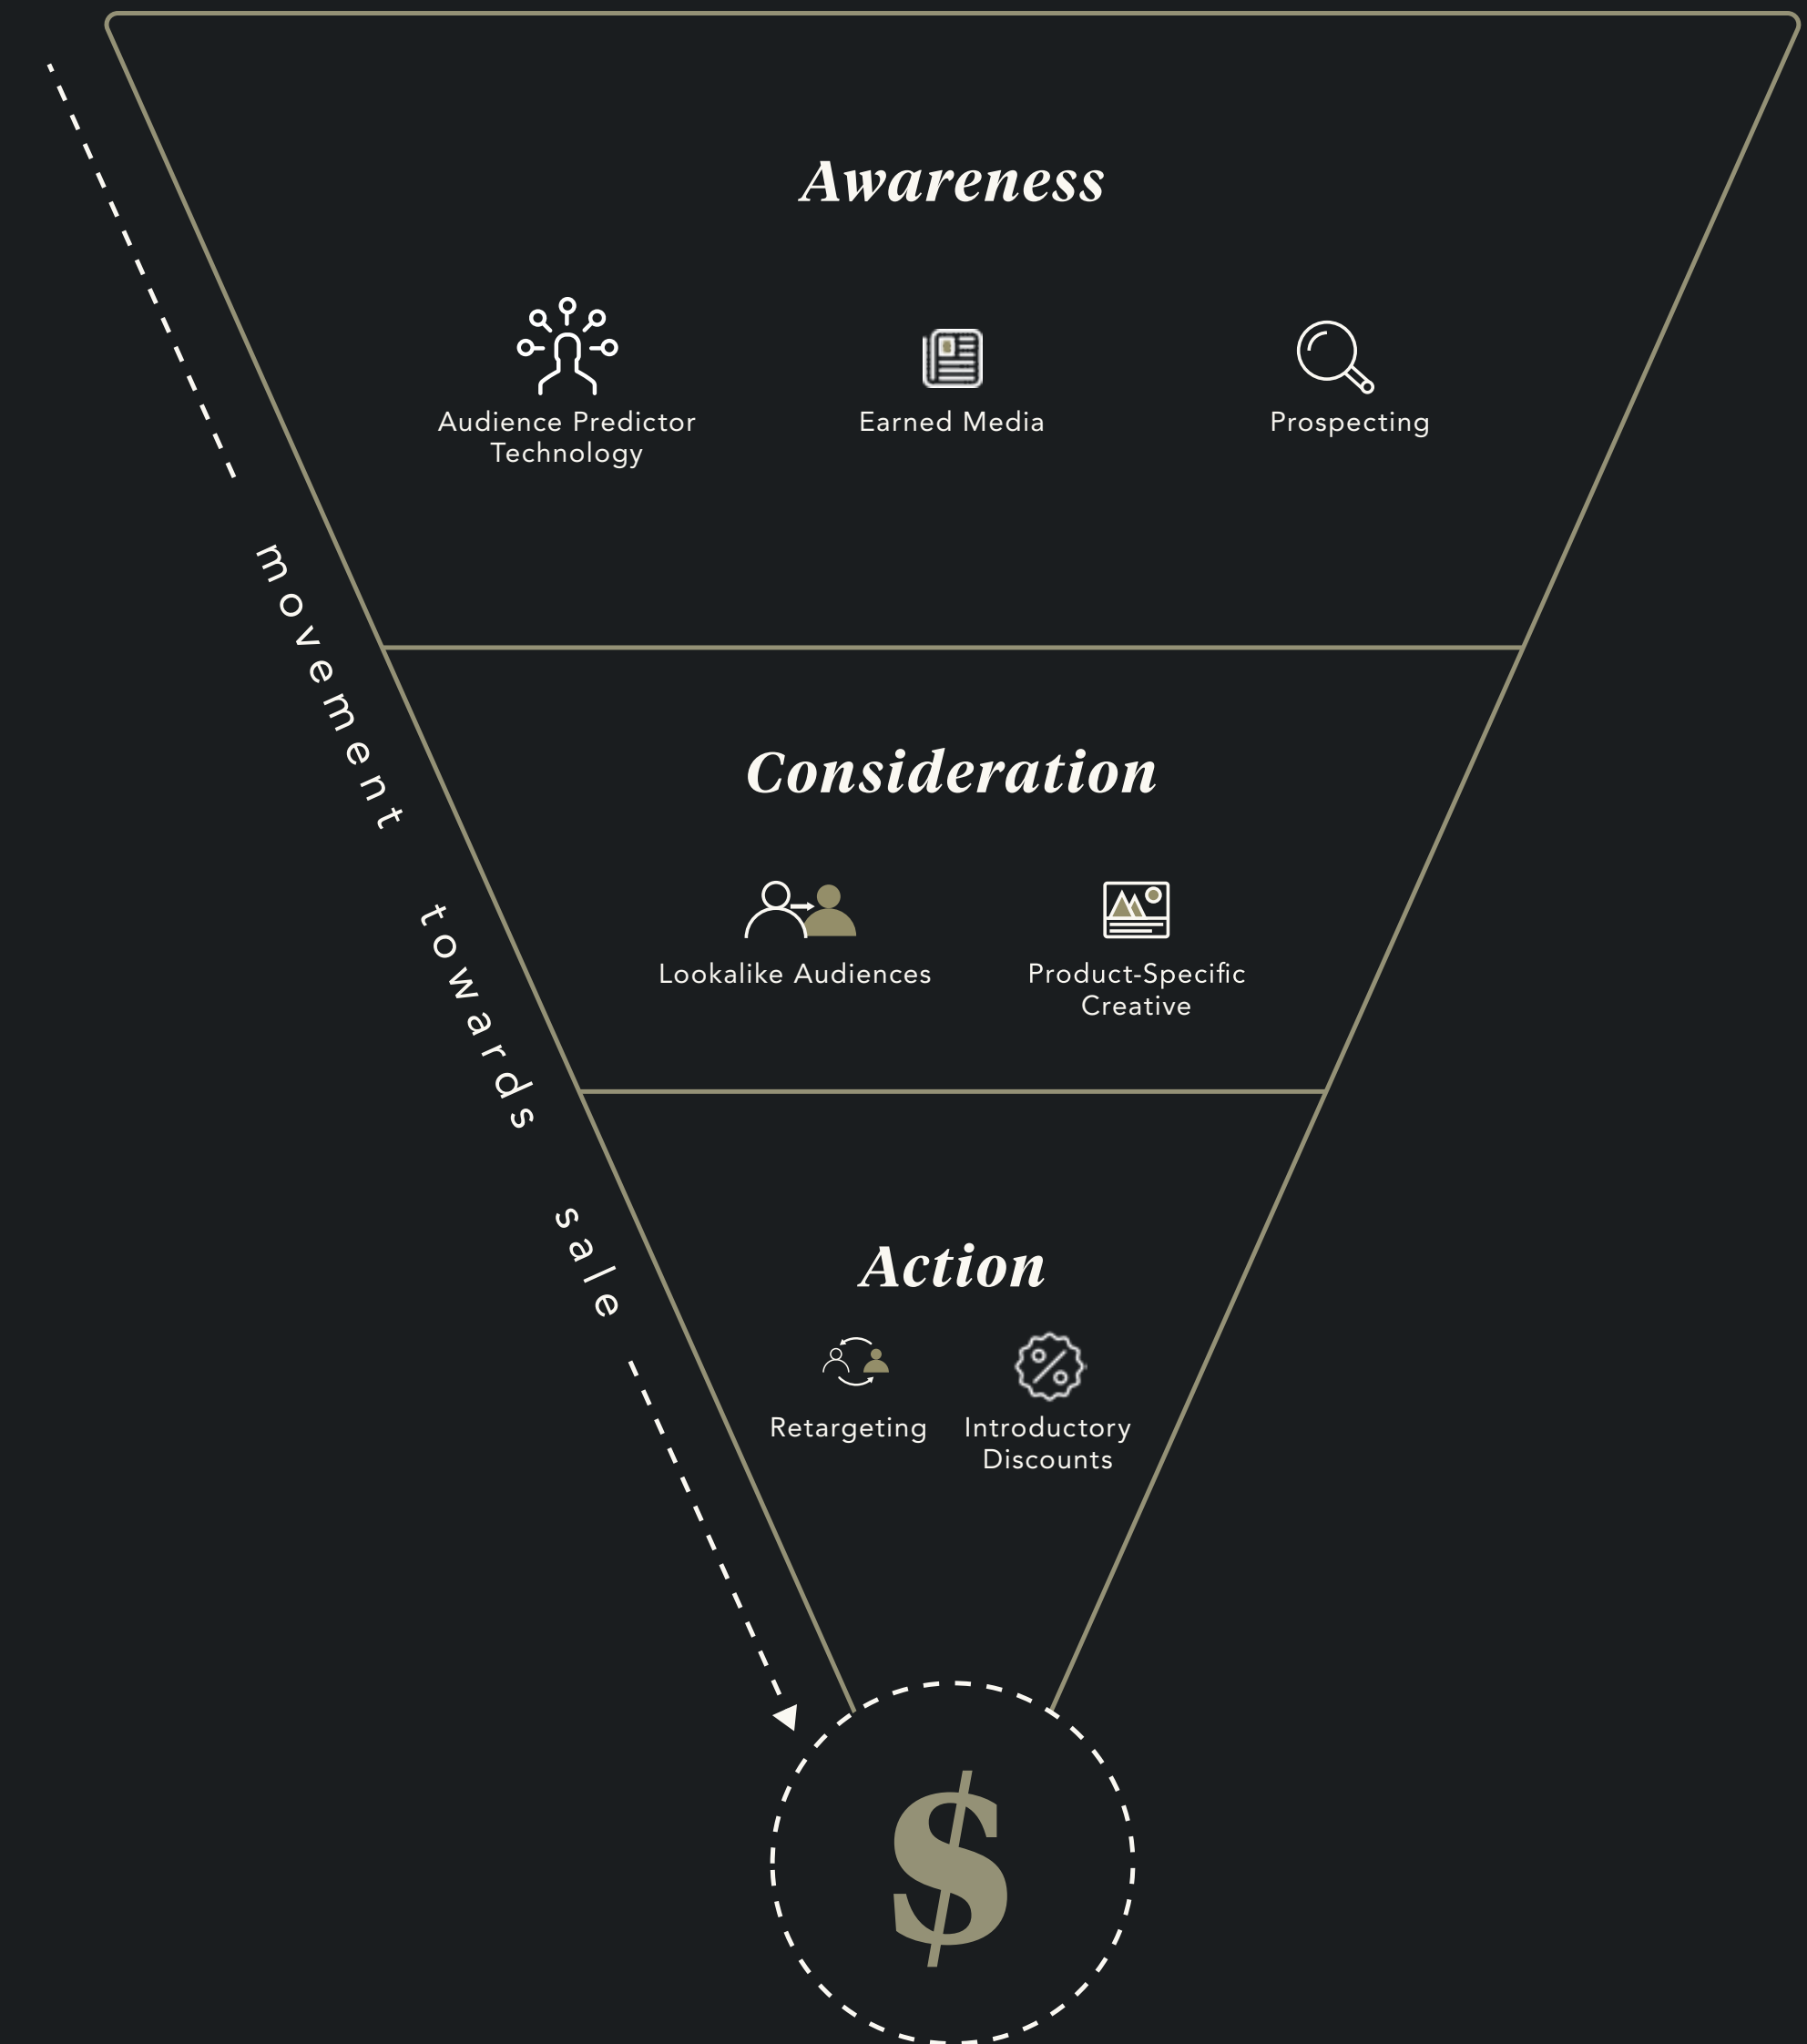 Awareness
Audience Predictor
Technology
Earned Media
Prospecting
movement towards sale
Consideration
Lookalike Audiences
Product-Specific
Creative
Action
Retargeting
Introductory
Discounts
$